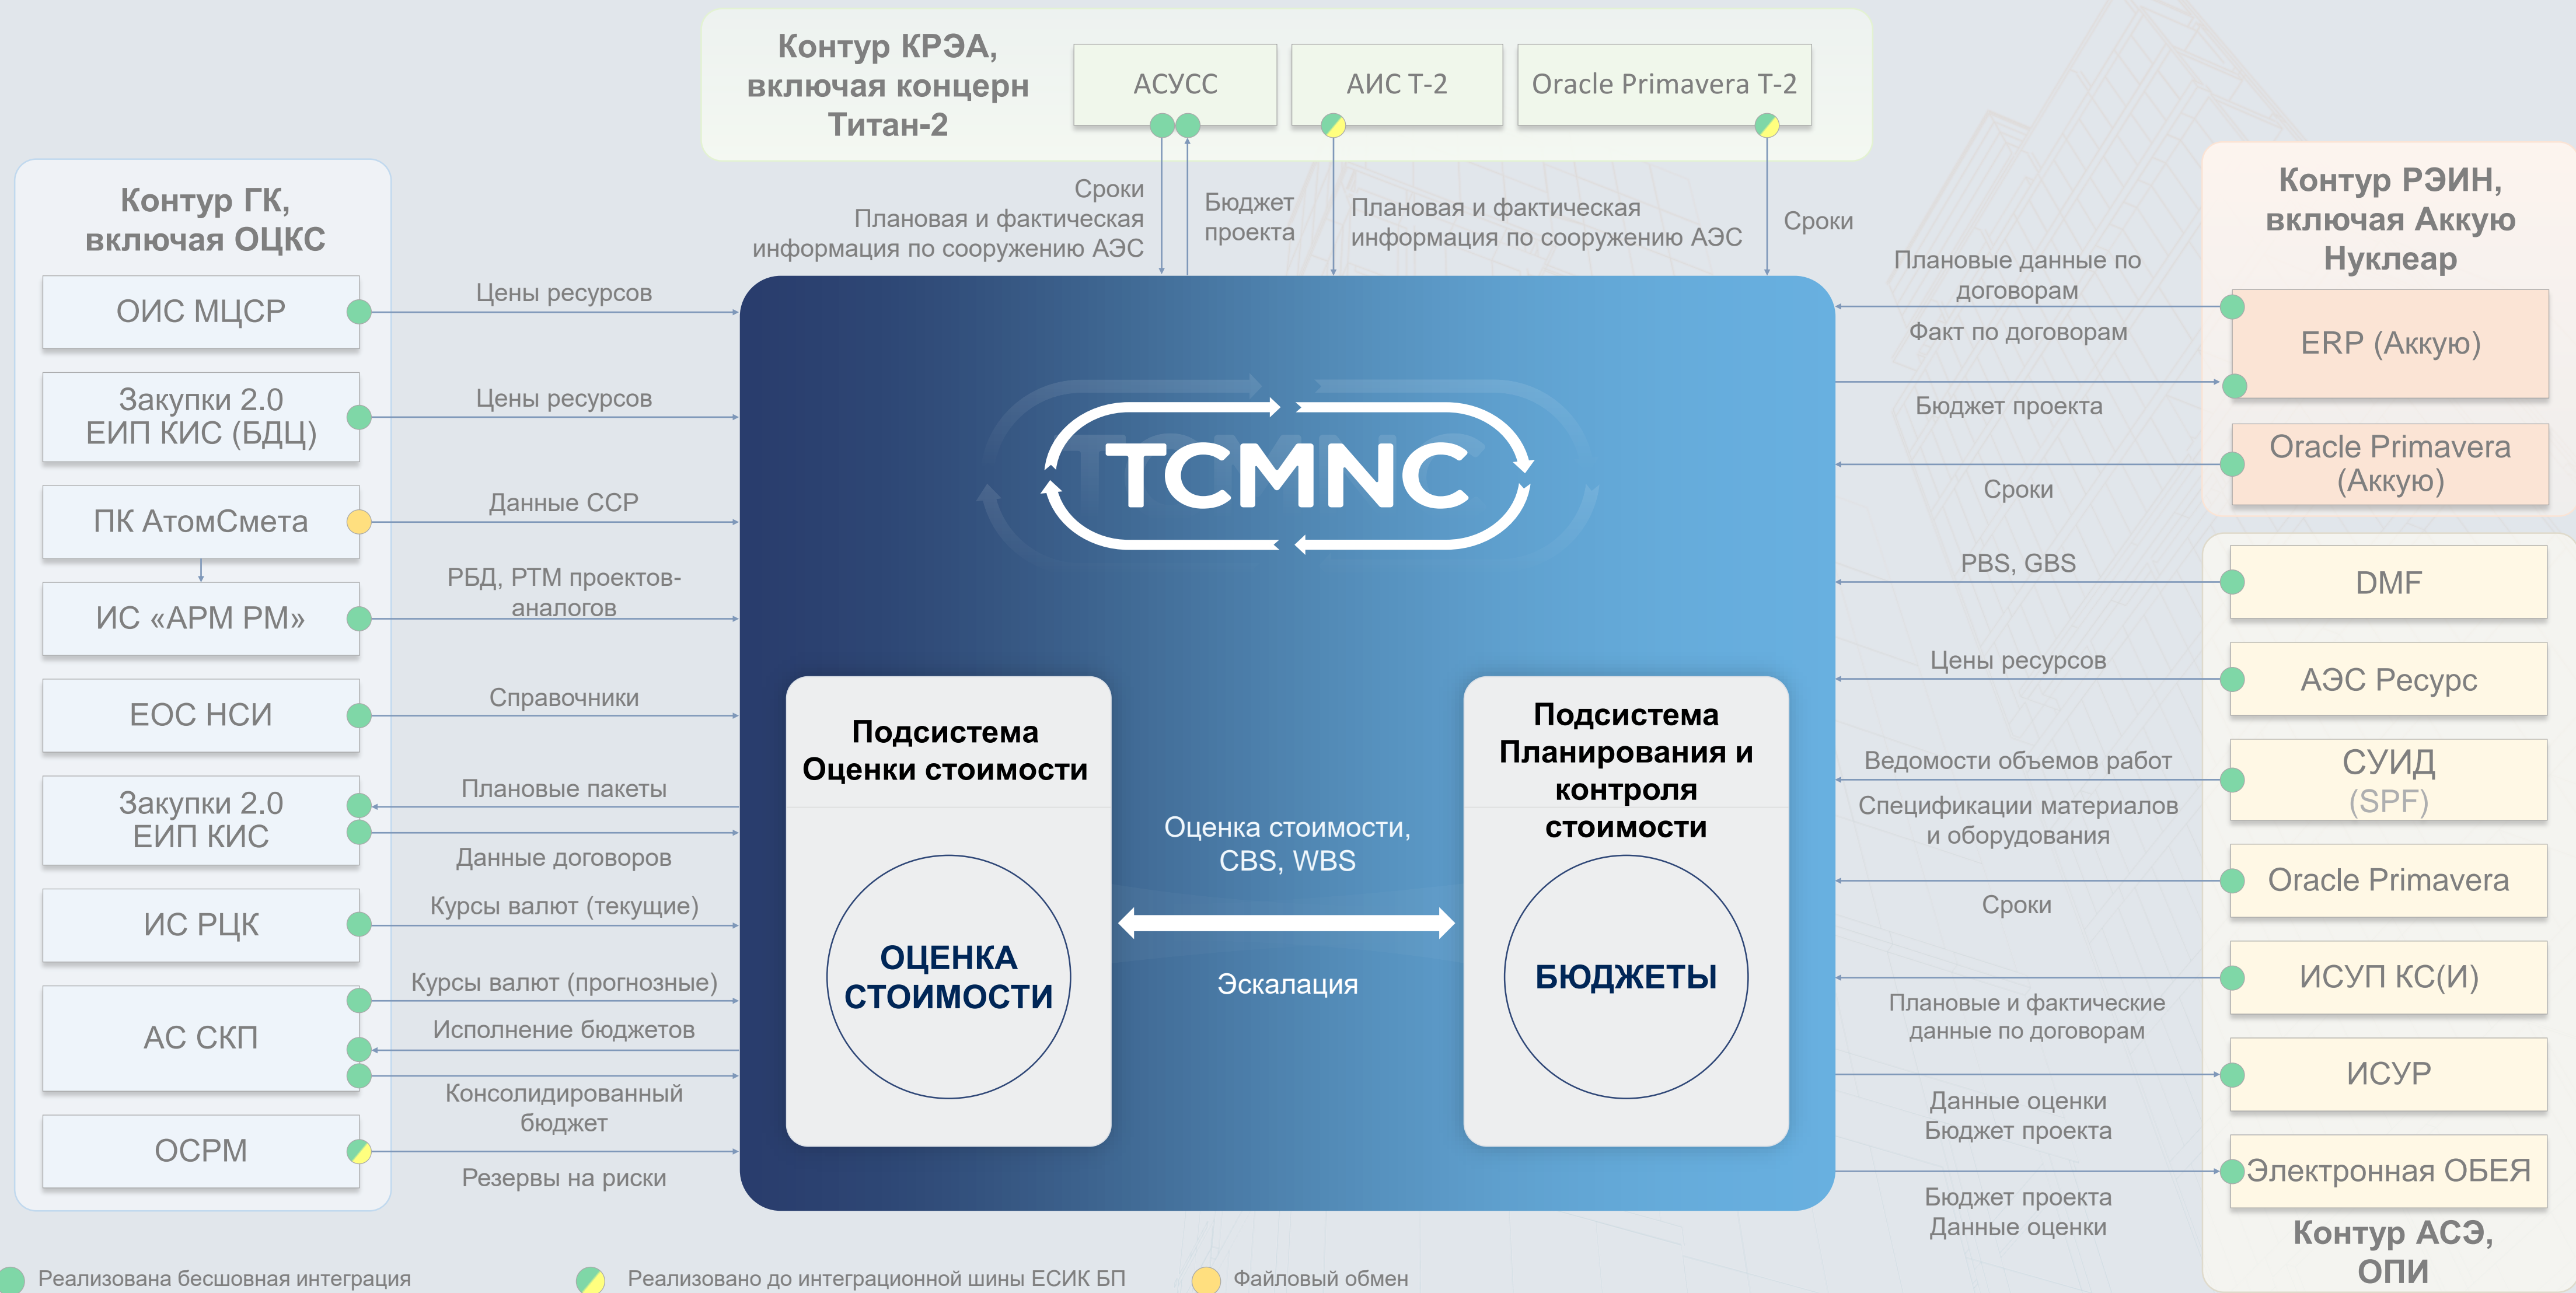 Контур КРЭА,
включая концерн
Титан-2
АСУСС
АИС Т-2
Oracle Primavera Т-2
Сроки
Плановая и фактическая
информация по сооружению АЭС
Бюджет
проекта
Плановая и фактическая
информация по сооружению АЭС
Сроки
Контур ГК,
включая ОЦКС
ОИС МЦСР
Закупки 2.0
ЕИП КИС (БДЦ)
ПК АтомСмета
ИС «АРМ РМ»
ЕОС НСИ
Закупки 2.0
ЕИП КИС
ИС РЦК
АС СКП
ОСРМ
Цены ресурсов
Цены ресурсов
Данные ССР
РБД, РТМ проектов-
аналогов
Справочники
Плановые пакеты
Данные договоров
Курсы валют (текущие)
Курсы валют (прогнозные)
Исполнение бюджетов
Консолидированный
бюджет
Резервы на риски
TCMNC
Подсистема
Оценки стоимости
ОЦЕНКА
СТОИМОСТИ
Оценка стоимости,
CBS, WBS
Эскалация
Подсистема
Планирования и
контроля
стоимости
БЮДЖЕТЫ
Плановые данные по
договорам
Факт по договорам
Бюджет проекта
Сроки
PBS, GBS
Цены ресурсов
Ведомости объемов работ
Спецификации материалов
и оборудования
Сроки
Плановые и фактические
данные по договорам
Данные оценки
Бюджет проекта
Бюджет проекта
Данные оценки
Контур РЭИН,
включая Аккую
Нуклеар
ERP (Аккую)
Oracle Primavera
(Аккую)
DMF
АЭС Ресурс
СУИД
(SPF)
Oracle Primavera
ИСУП КС(И)
ИСУР
Электронная ОБЕЯ
Контур АСЭ,
ОПИ
Реализована бесшовная интеграция
Реализовано до интеграционной шины ЕСИК БП
Файловый обмен